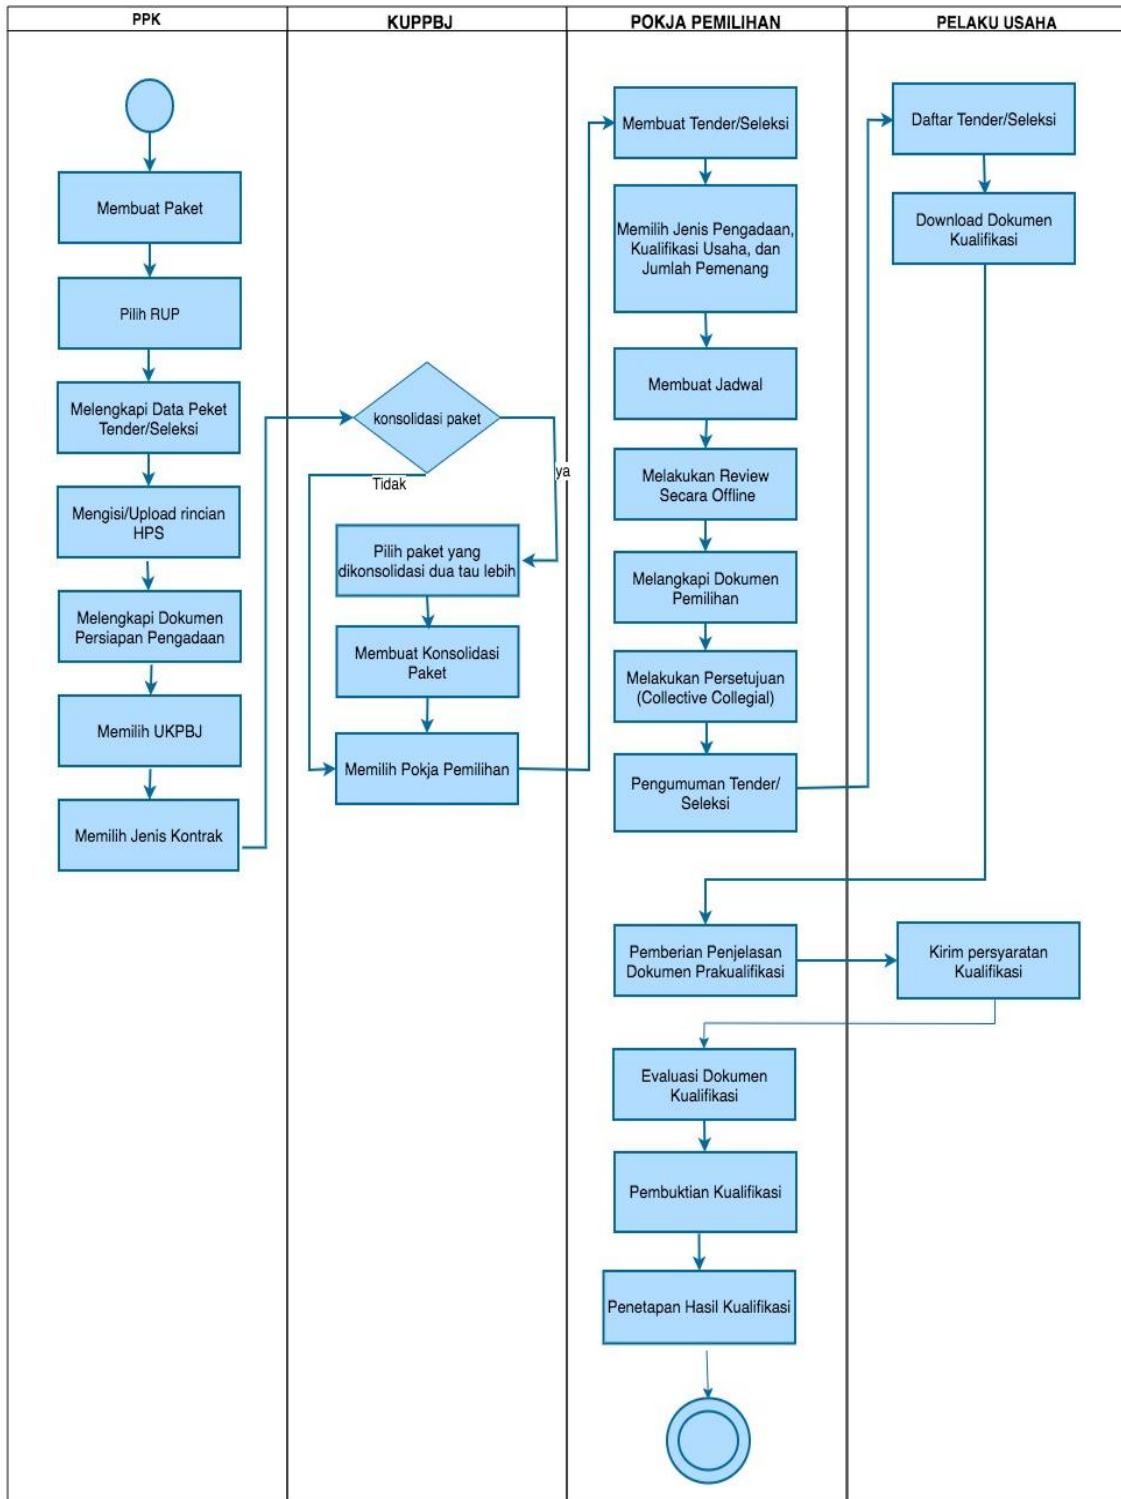 PPK
KUPPBJ
POKJA PEMILIHAN
PELAKU USAHA
Membuat Paket
Pilih RUP
Melengkapi Data Peket
Tender/Seleksi
Mengisi/Upload rincian
HPS
Melengkapi Dokumen
Persiapan Pengadaan
Memilih UKPBJ
Memilih Jenis Kontrak
konsolidasi paket
ya
Tidak
Pilih paket yang
dikonsolidasi dua tau lebih
Membuat Konsolidasi
Paket
Memilih Pokja Pemilihan
Membuat Tender/Seleksi
Memilih Jenis Pengadaan,
Kualifikasi Usaha, dan
Jumlah Pemenang
Membuat Jadwal
Melakukan Review
Secara Offline
Melangkapi Dokumen
Pemilihan
Melakukan Persetujuan
(Collective Collegial)
Pengumuman Tender/
Seleksi
Daftar Tender/Seleksi
Download Dokumen
Kualifikasi
Pemberian Penjelasan
Dokumen Prakualifikasi
Kirim persyaratan
Kualifikasi
Evaluasi Dokumen
Kualifikasi
Pembuktian Kualifikasi
Penetapan Hasil Kualifikasi